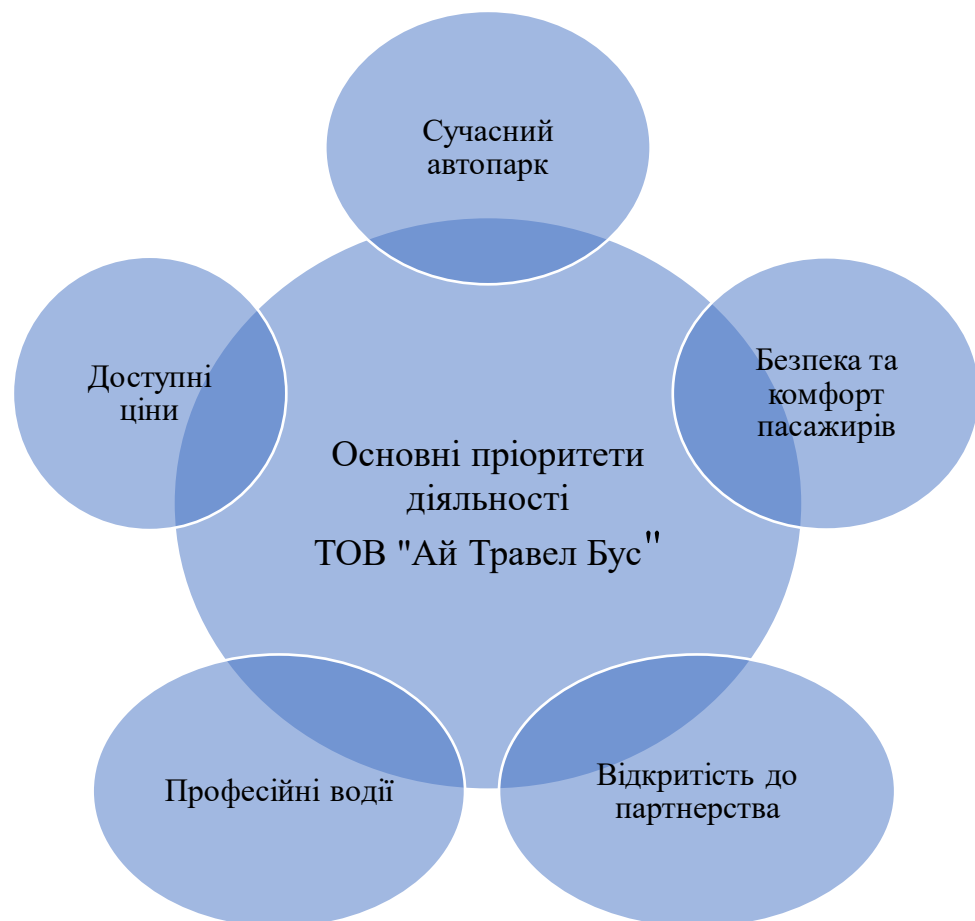 Сучасний
автопарк
Безпека та
комфорт
пасажирів
Доступні
ціни
Основні пріоритети
діяльності
ТОВ "Ай Травел Бус"
Відкритість до
партнерства
Професійні водії